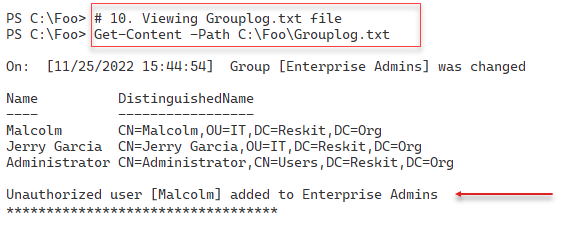 PS C:\Foo> # 10. Viewing Grouplog.txt file
PS C:\Foo> Get-Content -Path C:\Foo\Grouplog.txt
On:  [11/25/2022 15:44:54]  Group [Enterprise Admins] was changed
Name          DistinguishedName
----          -----------------
Malcolm       CN=Malcolm,OU=IT,DC=Reskit,DC=Org
Jerry Garcia  CN=Jerry Garcia,OU=IT,DC=Reskit,DC=Org
Administrator CN=Administrator,CN=Users,DC=Reskit,DC=Org
Unauthorized user [Malcolm] added to Enterprise Admins
**********************************